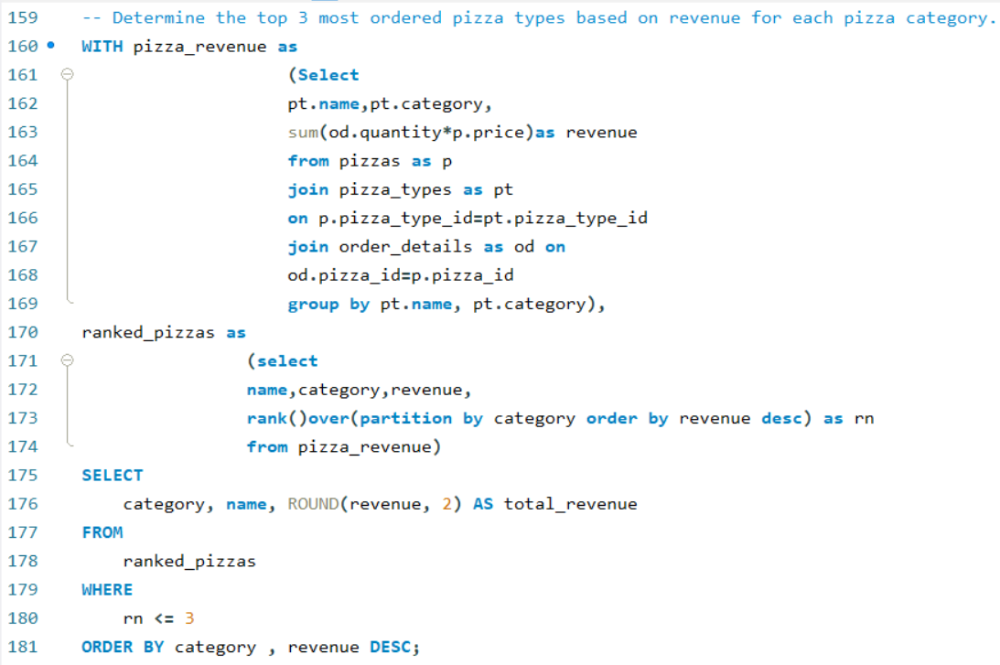 159 -- Determine the top 3 most ordered pizza types based on revenue for each pizza category.
160 WITH pizza_revenue as
161 (Select
162 pt.name,pt.category,
163 sum(od.quantity*p.price)as revenue
164 from pizzas as p
165 join pizza_types as pt
166 on p.pizza_type_id=pt.pizza_type_id
167 join order_details as od on
168 od.pizza_id=p.pizza_id
169 group by pt.name, pt.category),
170 ranked_pizzas as
171 (select
172 name,category,revenue,
173 rank()over(partition by category order by revenue desc) as rn
174 from pizza_revenue)
175 SELECT
176 category, name, ROUND(revenue, 2) AS total_revenue
177 FROM
178 ranked_pizzas
179 WHERE
180 rn <= 3
181 ORDER BY category , revenue DESC;